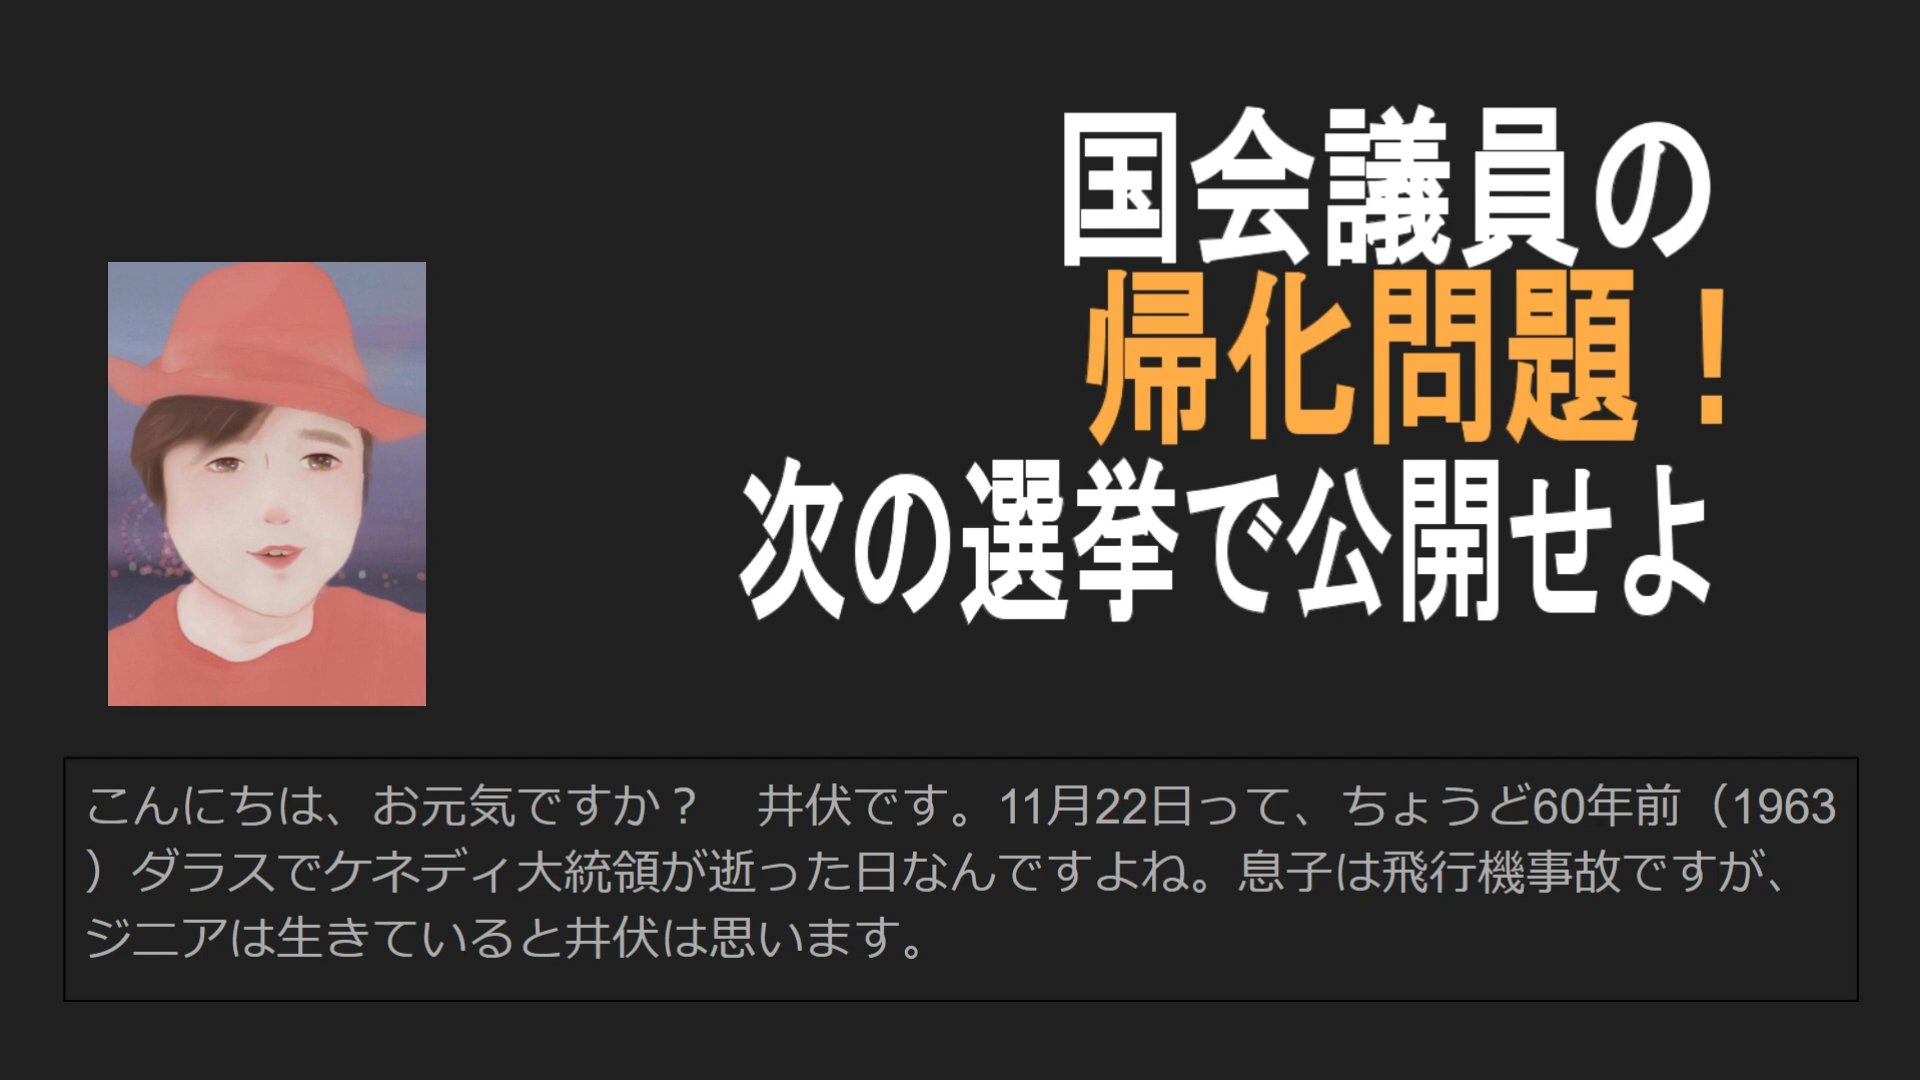 国会議員の
帰化問題！
次の選挙で公開せよ
こんにちは、お元気ですか？　井伏です。11月22日って、ちょうど60年前（1963
）ダラスでケネディ大統領が逝った日なんですよね。息子は飛行機事故ですが、
ジニアは生きていると井伏は思います。